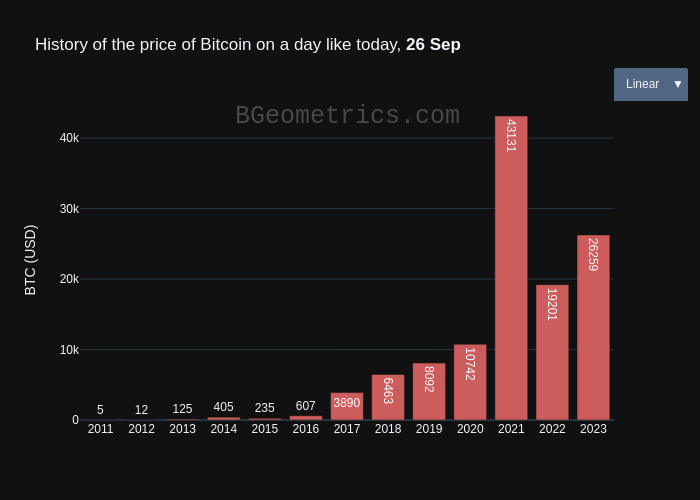 History of the price of Bitcoin on a day like today, 26 Sep
Linear ▼
BGeometrics.com
BTC (USD)
40k
30k
20k
10k
0
5
12
125
405
235
607
3890
6463
8092
10742
43131
19201
26259
2011 2012 2013 2014 2015 2016 2017 2018 2019 2020 2021 2022 2023